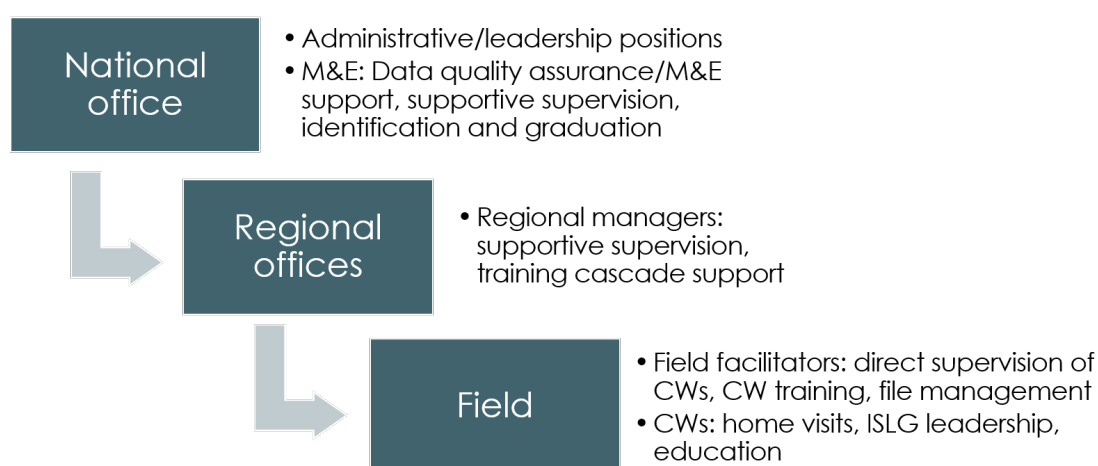 National
office
• Administrative/leadership positions
• M&E: Data quality assurance/M&E
support, supportive supervision,
identification and graduation
Regional
offices
• Regional managers:
supportive supervision,
training cascade support
Field
• Field facilitators: direct supervision of
CWs, CW training, file management
• CWs: home visits, ISLG leadership,
education